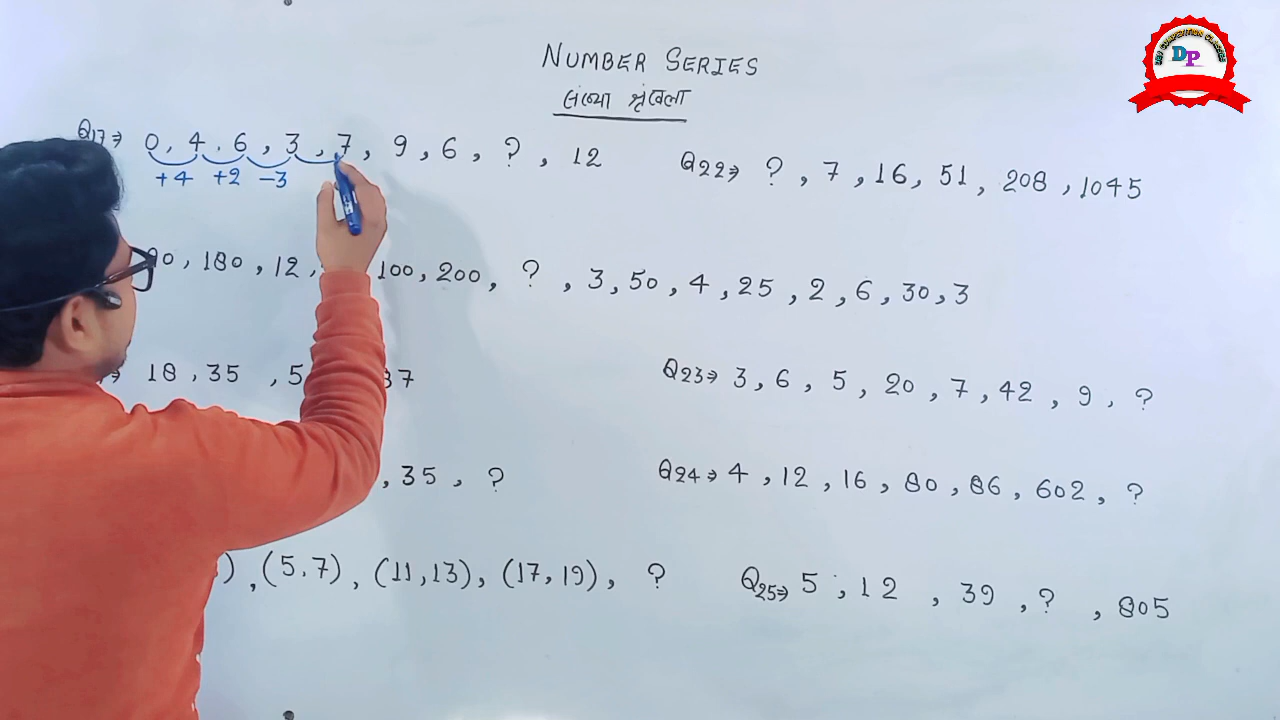 NUMBER SERIES
संख्या श्रृंखला
Q17⇒ 0, 4, 6, 3, 7, 9, 6, ?, 12
+4 +2 -3
Q22⇒ ?, 7, 16, 51, 208, 1045
180, 12, 100, 200, ?, 3, 50, 4, 25, 2, 6, 30, 3
18, 35, 5
Q23⇒ 3, 6, 5, 20, 7, 42, 9, ?
, 35, ?
Q24⇒ 4, 12, 16, 80, 86, 602, ?
, (5,7), (11,13), (17,19), ?
Q25⇒ 5, 12, 39, ?, 805
DP